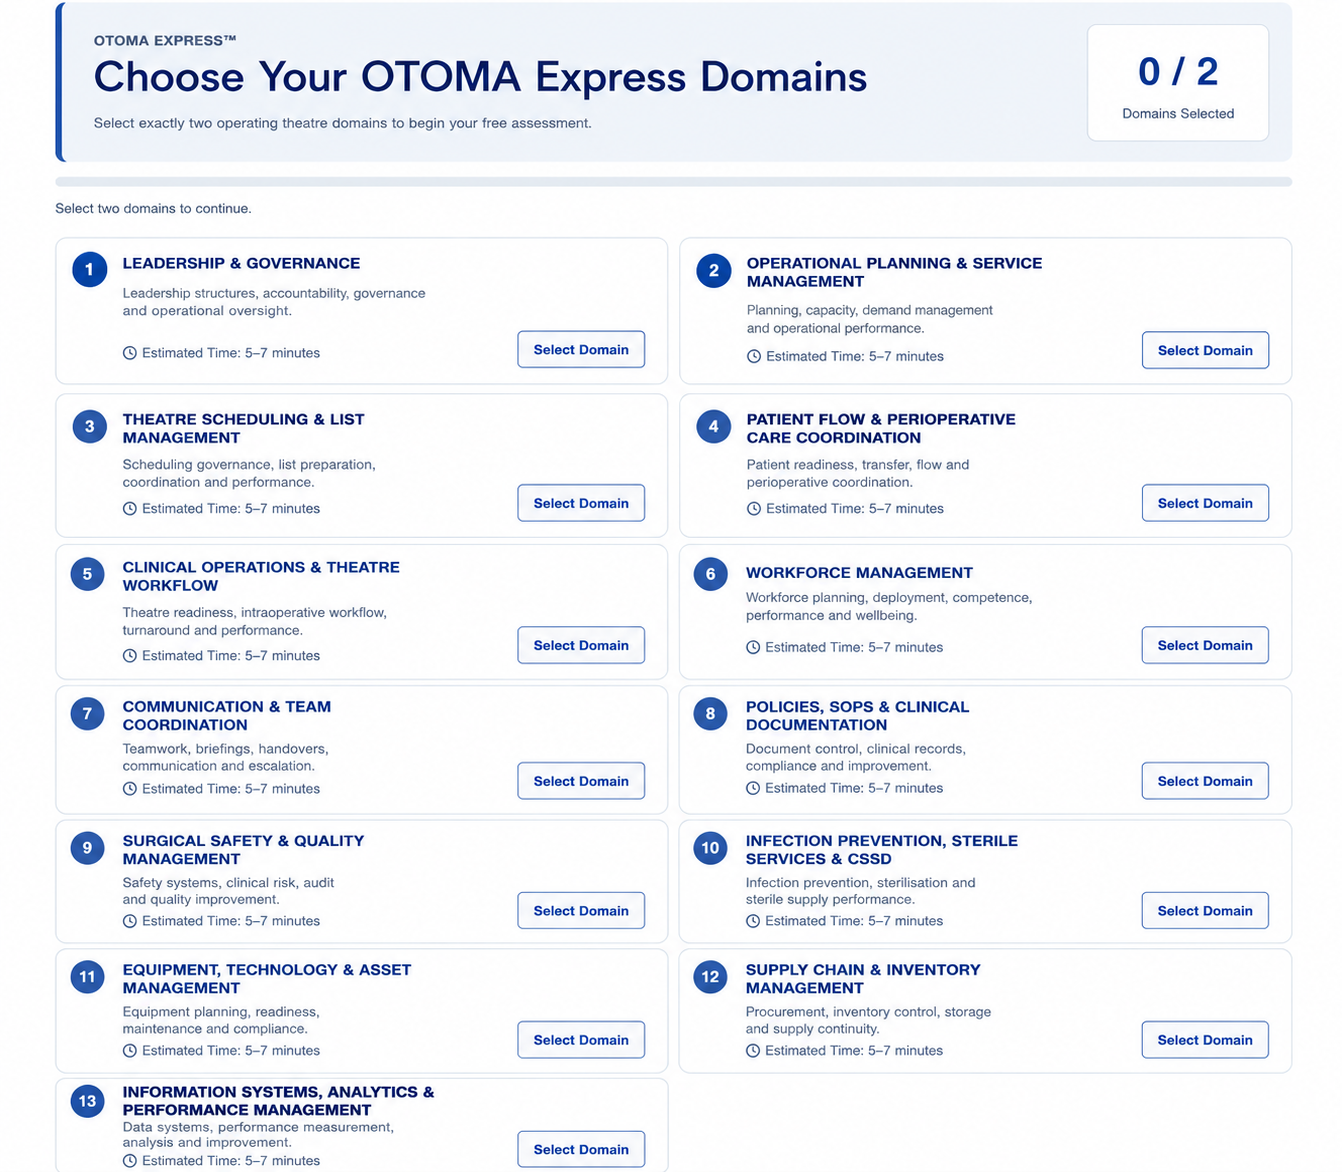 OTOMA EXPRESS™
Choose Your OTOMA Express Domains
Select exactly two operating theatre domains to begin your free assessment.
0 / 2
Domains Selected
Select two domains to continue.
1
LEADERSHIP & GOVERNANCE
Leadership structures, accountability, governance
and operational oversight.
Estimated Time: 5–7 minutes
Select Domain
2
OPERATIONAL PLANNING & SERVICE
MANAGEMENT
Planning, capacity, demand management
and operational performance.
Estimated Time: 5–7 minutes
Select Domain
3
THEATRE SCHEDULING & LIST
MANAGEMENT
Scheduling governance, list preparation,
coordination and performance.
Estimated Time: 5–7 minutes
Select Domain
4
PATIENT FLOW & PERIOPERATIVE
CARE COORDINATION
Patient readiness, transfer, flow and
perioperative coordination.
Estimated Time: 5–7 minutes
Select Domain
5
CLINICAL OPERATIONS & THEATRE
WORKFLOW
Theatre readiness, intraoperative workflow,
turnaround and performance.
Estimated Time: 5–7 minutes
Select Domain
6
WORKFORCE MANAGEMENT
Workforce planning, deployment, competence,
performance and wellbeing.
Estimated Time: 5–7 minutes
Select Domain
7
COMMUNICATION & TEAM
COORDINATION
Teamwork, briefings, handovers,
communication and escalation.
Estimated Time: 5–7 minutes
Select Domain
8
POLICIES, SOPS & CLINICAL
DOCUMENTATION
Document control, clinical records,
compliance and improvement.
Estimated Time: 5–7 minutes
Select Domain
9
SURGICAL SAFETY & QUALITY
MANAGEMENT
Safety systems, clinical risk, audit
and quality improvement.
Estimated Time: 5–7 minutes
Select Domain
10
INFECTION PREVENTION, STERILE
SERVICES & CSSD
Infection prevention, sterilisation and
sterile supply performance.
Estimated Time: 5–7 minutes
Select Domain
11
EQUIPMENT, TECHNOLOGY & ASSET
MANAGEMENT
Equipment planning, readiness,
maintenance and compliance.
Estimated Time: 5–7 minutes
Select Domain
12
SUPPLY CHAIN & INVENTORY
MANAGEMENT
Procurement, inventory control, storage
and supply continuity.
Estimated Time: 5–7 minutes
Select Domain
13
INFORMATION SYSTEMS, ANALYTICS &
PERFORMANCE MANAGEMENT
Data systems, performance measurement,
analysis and improvement.
Estimated Time: 5–7 minutes
Select Domain